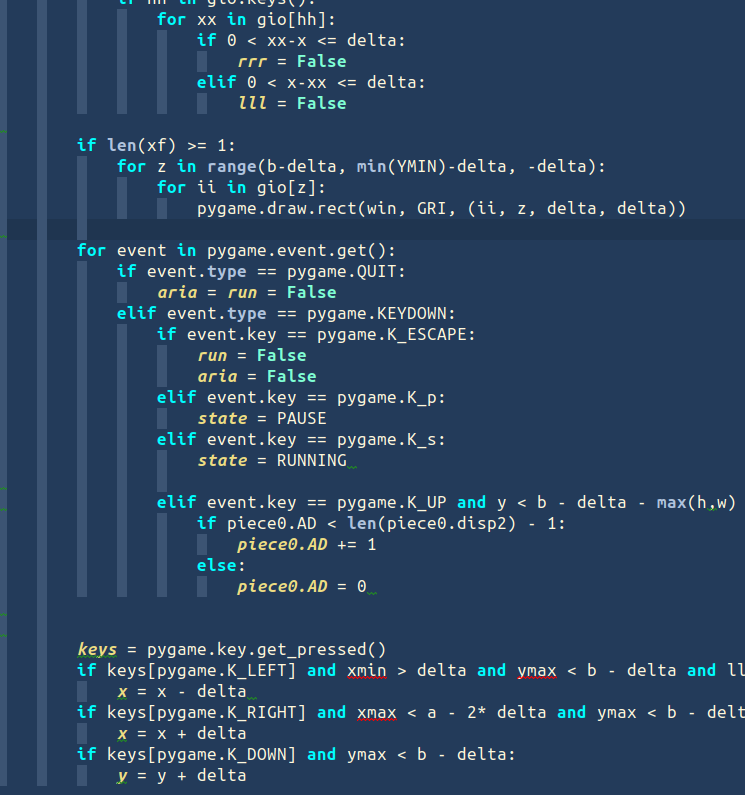 if hh in gio.keys():
for xx in gio[hh]:
if 0 < xx-x <= delta:
rrr = False
elif 0 < x-xx <= delta:
lll = False
if len(xf) >= 1:
for z in range(b-delta, min(YMIN)-delta, -delta):
for ii in gio[z]:
pygame.draw.rect(win, GRI, (ii, z, delta, delta))
for event in pygame.event.get():
if event.type == pygame.QUIT:
aria = run = False
elif event.type == pygame.KEYDOWN:
if event.key == pygame.K_ESCAPE:
run = False
aria = False
elif event.key == pygame.K_p:
state = PAUSE
elif event.key == pygame.K_s:
state = RUNNING
elif event.key == pygame.K_UP and y < b - delta - max(h,w)
if piece0.AD < len(piece0.disp2) - 1:
piece0.AD += 1
else:
piece0.AD = 0
keys = pygame.key.get_pressed()
if keys[pygame.K_LEFT] and xmin > delta and ymax < b - delta and ll
x = x - delta
if keys[pygame.K_RIGHT] and xmax < a - 2* delta and ymax < b - delt
x = x + delta
if keys[pygame.K_DOWN] and ymax < b - delta:
y = y + delta